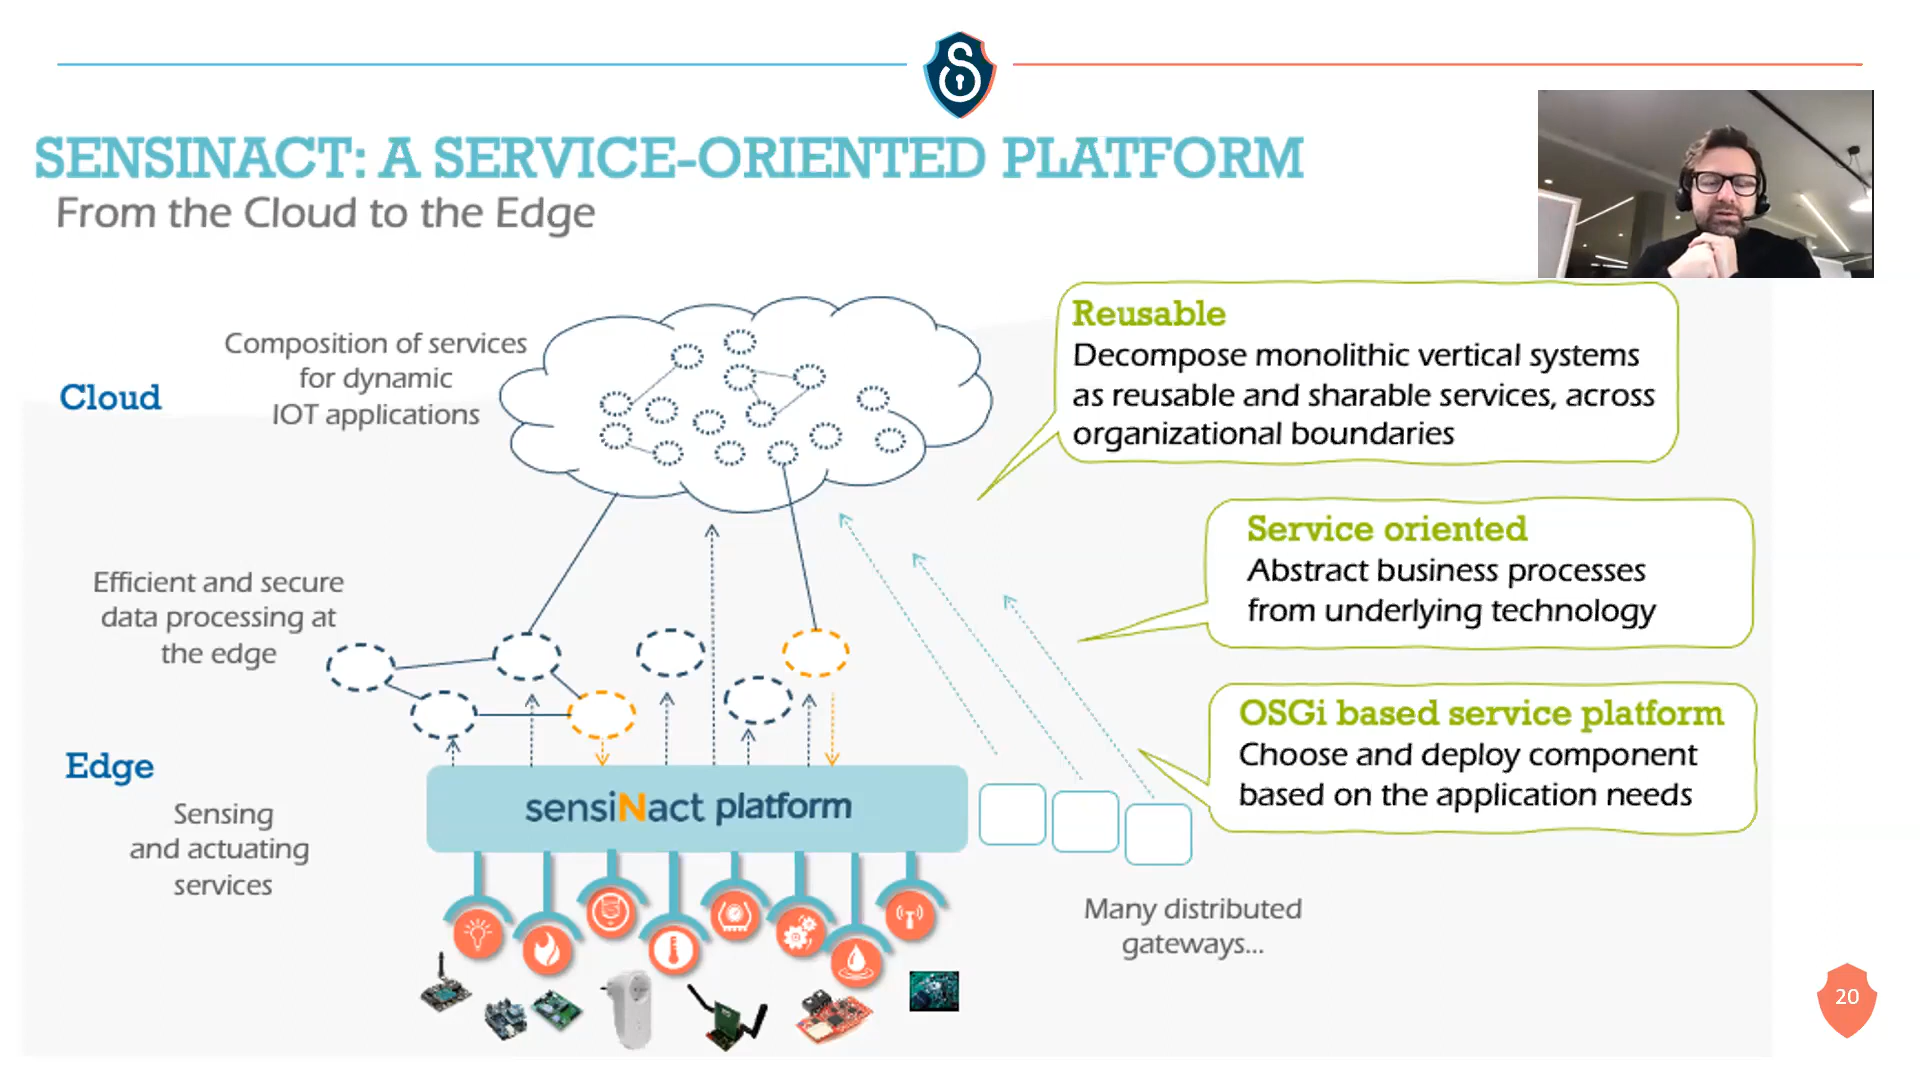 SENSINACT: A SERVICE-ORIENTED PLATFORM
From the Cloud to the Edge
Cloud
Composition of services
for dynamic
IOT applications
Reusable
Decompose monolithic vertical systems
as reusable and sharable services, across
organizational boundaries
Service oriented
Abstract business processes
from underlying technology
Efficient and secure
data processing at
the edge
OSGi based service platform
Choose and deploy component
based on the application needs
Edge
Sensing
and actuating
services
sensiNact platform
Many distributed
gateways...
20